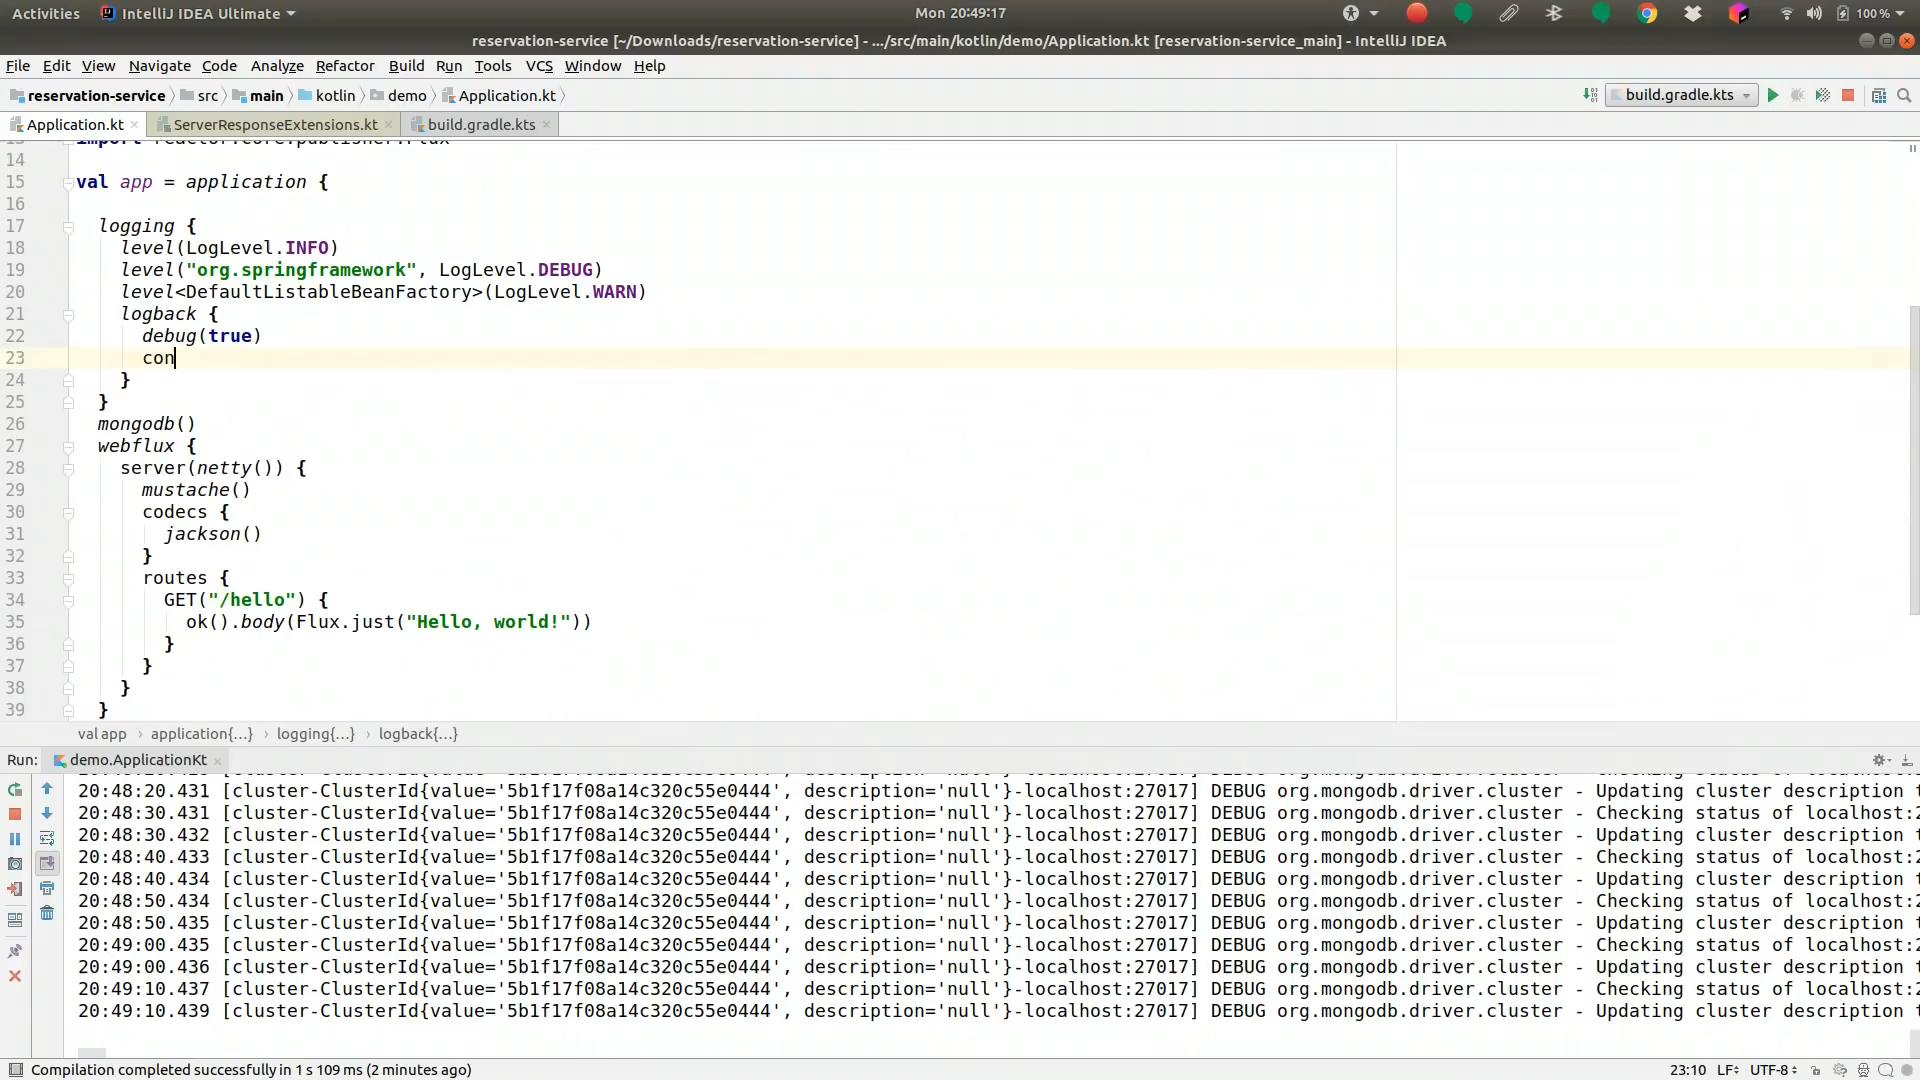 Activities IntelliJ IDEA Ultimate Mon 20:49:17 100 %
reservation-service [~/Downloads/reservation-service] - .../src/main/kotlin/demo/Application.kt [reservation-service_main] - IntelliJ IDEA
File Edit View Navigate Code Analyze Refactor Build Run Tools VCS Window Help
reservation-service src main kotlin demo Application.kt build.gradle.kts
Application.kt ServerResponseExtensions.kt build.gradle.kts
import reactor.core.publisher.Flux
14
15 val app = application {
16
17 logging {
18 level(LogLevel.INFO)
19 level("org.springframework", LogLevel.DEBUG)
20 level<DefaultListableBeanFactory>(LogLevel.WARN)
21 logback {
22 debug(true)
23 con
24 }
25 }
26 mongodb()
27 webflux {
28 server(netty()) {
29 mustache()
30 codecs {
31 jackson()
32 }
33 routes {
34 GET("/hello") {
35 ok().body(Flux.just("Hello, world!"))
36 }
37 }
38 }
39 }
val app › application{...} › logging{...} › logback{...}
Run: demo.ApplicationKt
20:48:20.431 [cluster-ClusterId{value='5b1f17f08a14c320c55e0444', description='null'}-localhost:27017] DEBUG org.mongodb.driver.cluster - Updating cluster description t
20:48:30.431 [cluster-ClusterId{value='5b1f17f08a14c320c55e0444', description='null'}-localhost:27017] DEBUG org.mongodb.driver.cluster - Checking status of localhost:2
20:48:30.432 [cluster-ClusterId{value='5b1f17f08a14c320c55e0444', description='null'}-localhost:27017] DEBUG org.mongodb.driver.cluster - Updating cluster description t
20:48:40.433 [cluster-ClusterId{value='5b1f17f08a14c320c55e0444', description='null'}-localhost:27017] DEBUG org.mongodb.driver.cluster - Checking status of localhost:2
20:48:40.434 [cluster-ClusterId{value='5b1f17f08a14c320c55e0444', description='null'}-localhost:27017] DEBUG org.mongodb.driver.cluster - Updating cluster description t
20:48:50.434 [cluster-ClusterId{value='5b1f17f08a14c320c55e0444', description='null'}-localhost:27017] DEBUG org.mongodb.driver.cluster - Checking status of localhost:2
20:48:50.435 [cluster-ClusterId{value='5b1f17f08a14c320c55e0444', description='null'}-localhost:27017] DEBUG org.mongodb.driver.cluster - Updating cluster description t
20:49:00.435 [cluster-ClusterId{value='5b1f17f08a14c320c55e0444', description='null'}-localhost:27017] DEBUG org.mongodb.driver.cluster - Checking status of localhost:2
20:49:00.436 [cluster-ClusterId{value='5b1f17f08a14c320c55e0444', description='null'}-localhost:27017] DEBUG org.mongodb.driver.cluster - Updating cluster description t
20:49:10.437 [cluster-ClusterId{value='5b1f17f08a14c320c55e0444', description='null'}-localhost:27017] DEBUG org.mongodb.driver.cluster - Checking status of localhost:2
20:49:10.439 [cluster-ClusterId{value='5b1f17f08a14c320c55e0444', description='null'}-localhost:27017] DEBUG org.mongodb.driver.cluster - Updating cluster description t
Compilation completed successfully in 1 s 109 ms (2 minutes ago) 23:10 LF UTF-8